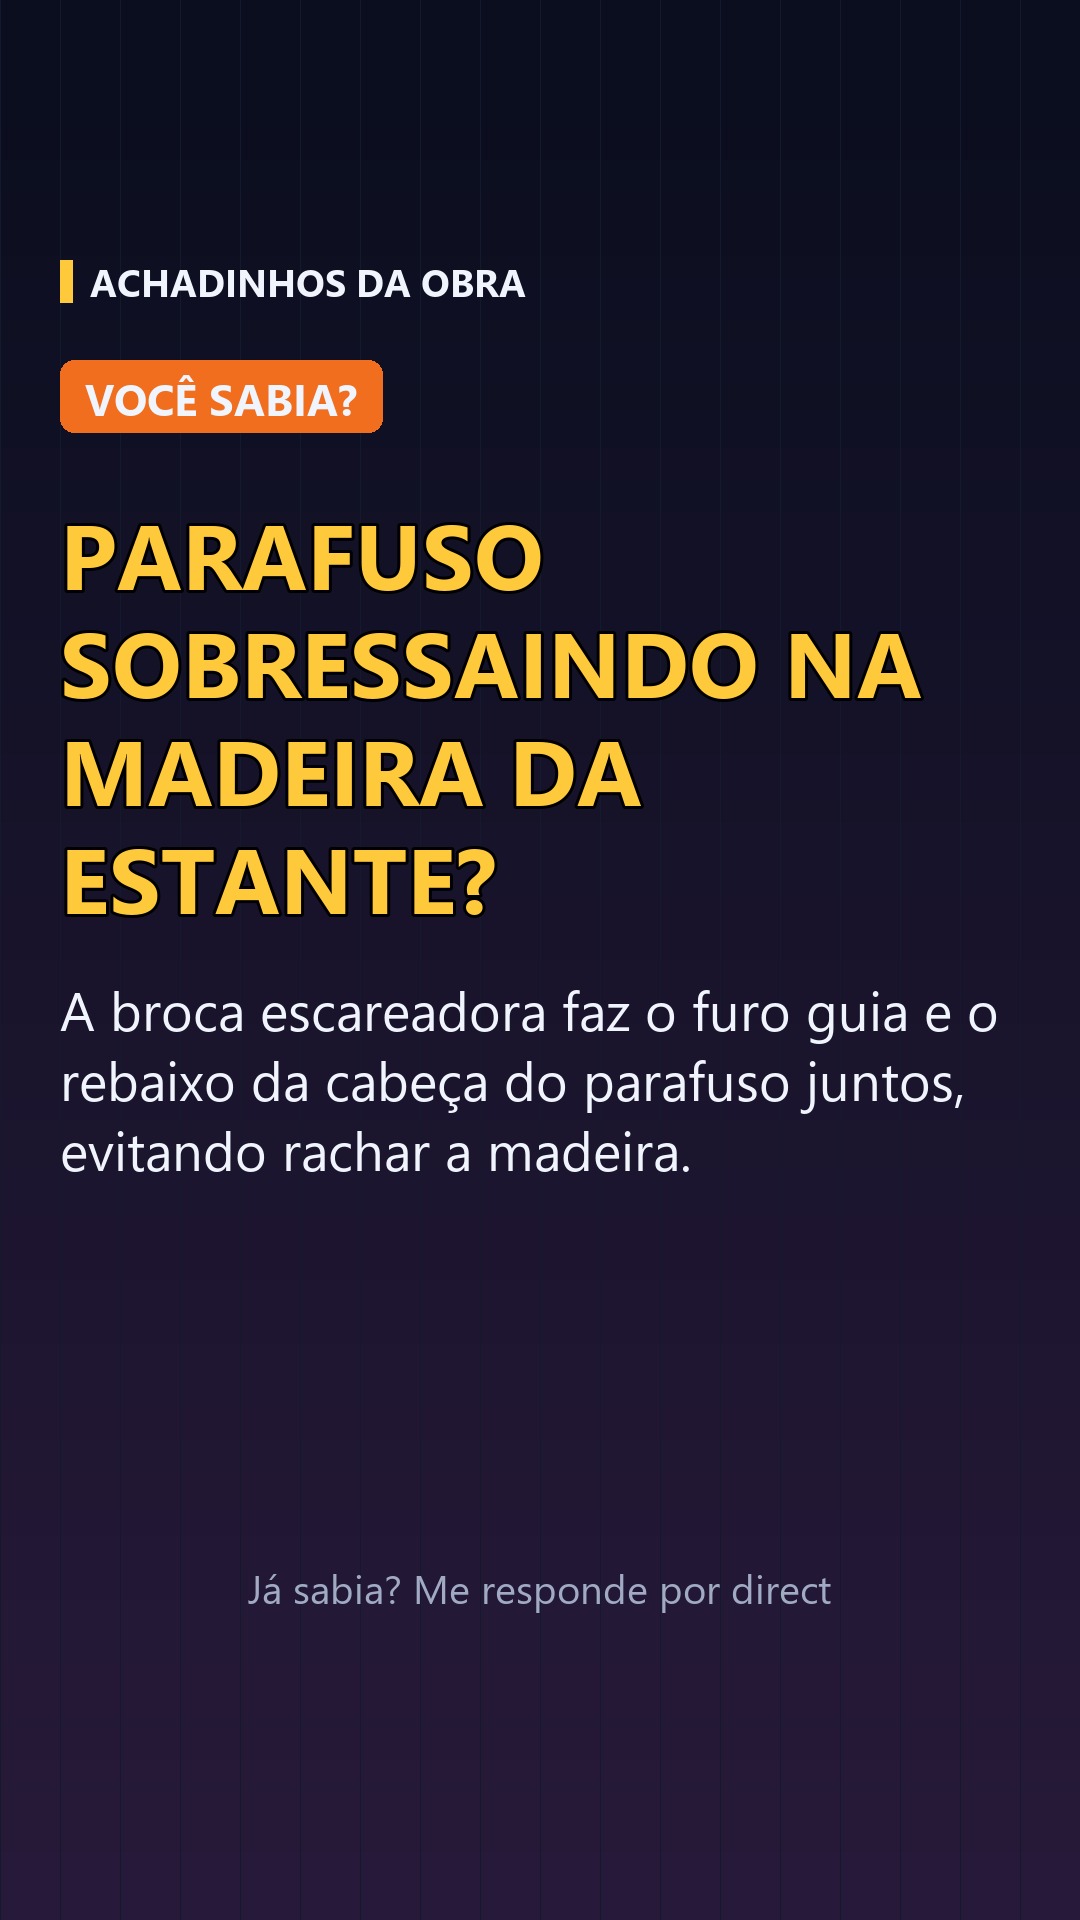 ACHADINHOS DA OBRA
VOCÊ SABIA?
PARAFUSO
SOBRESSAINDO NA
MADEIRA DA
ESTANTE?
A broca escareadora faz o furo guia e o
rebaixo da cabeça do parafuso juntos,
evitando rachar a madeira.
Já sabia? Me responde por direct